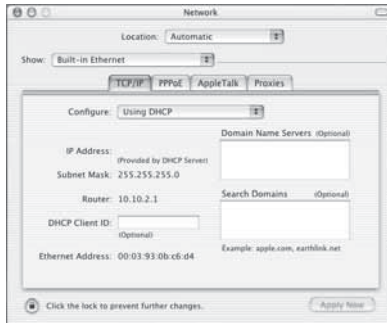 Network
Location: Automatic
Show: Built-in Ethernet
TCP/IP PPPoE AppleTalk Proxies
Configure: Using DHCP
Domain Name Servers (Optional)
IP Address:
(Provided by DHCP Server)
Subnet Mask: 255.255.255.0
Router: 10.10.2.1
Search Domains (Optional)
DHCP Client ID:
(Optional)
Example: apple.com, earthlink.net
Ethernet Address: 00:03:93:0b:c6:d4
Click the lock to prevent further changes.
Apply Now